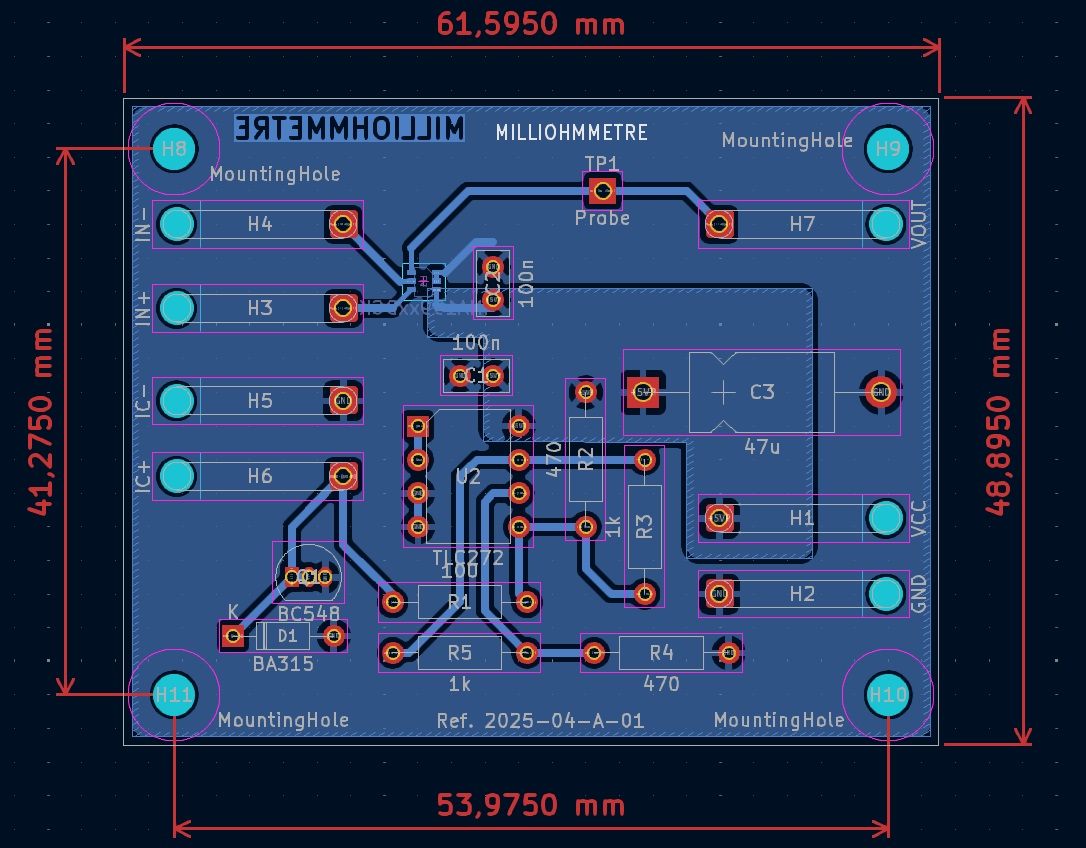 61,5950 mm
MILLIOHMMETRE
MILLIOHMMETRE
H8
MountingHole
MountingHole
H9
TP1
Probe
IN-
H4
H7
VOUT
IN+
H3
C2
100n
100n
C1
IC-
H5
GND
+5VP
C3
GND
47u
41,2750 mm
48,8950 mm
IC+
H6
U2
470
R2
TLC272
1k
R3
H1
VCC
Q1
BC548
100
R1
H2
GND
K
D1
BA315
R5
1k
R4
470
H11
MountingHole
Ref. 2025-04-A-01
MountingHole
H10
53,9750 mm